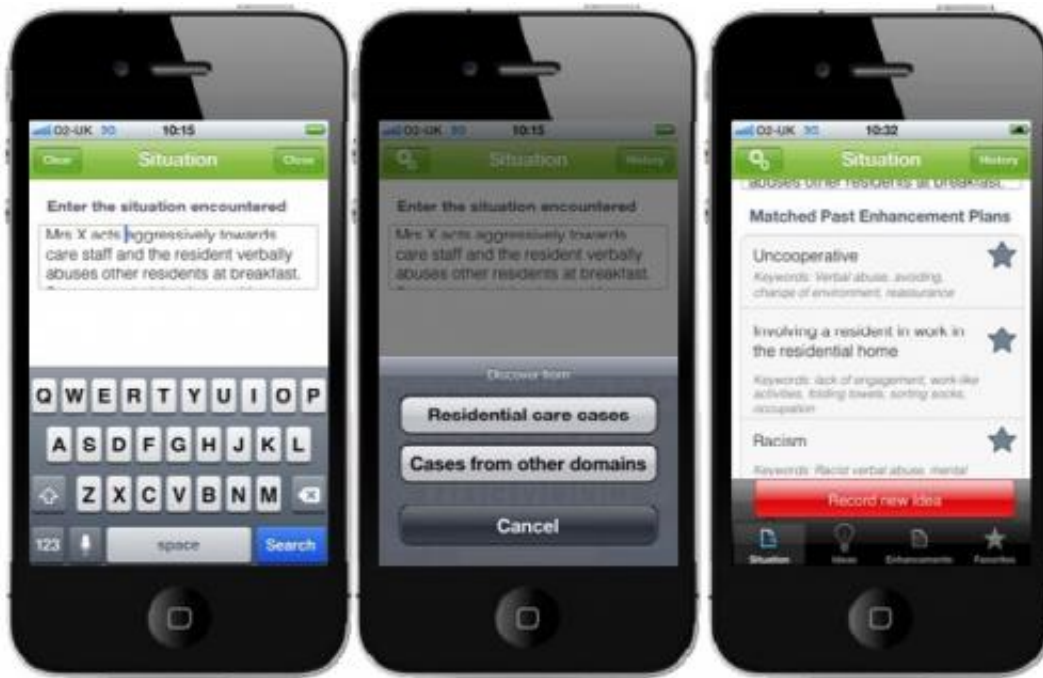 O2-UK 3G 10:15
Clear Situation Close
Enter the situation encountered
Mrs X acts aggressively towards
care staff and the resident verbally
abuses other residents at breakfast.
Q W E R T Y U I O P
A S D F G H J K L
Z X C V B N M
123 space Search
O2-UK 3G 10:15
Situation History
Enter the situation encountered
Mrs X acts aggressively towards
care staff and the resident verbally
abuses other residents at breakfast.
Discover from
Residential care cases
Cases from other domains
Cancel
O2-UK 3G 10:32
Situation History
abuses other residents at breakfast.
Matched Past Enhancement Plans
Uncooperative
Keywords: Verbal abuse, avoiding,
change of environment, reassurance
Involving a resident in work in
the residential home
Keywords: lack of engagement, work-like
activities, folding towels, sorting socks,
occupation
Racism
Keywords: Racist verbal abuse, mental
Record new idea
Situation Ideas Enhancements Favorites